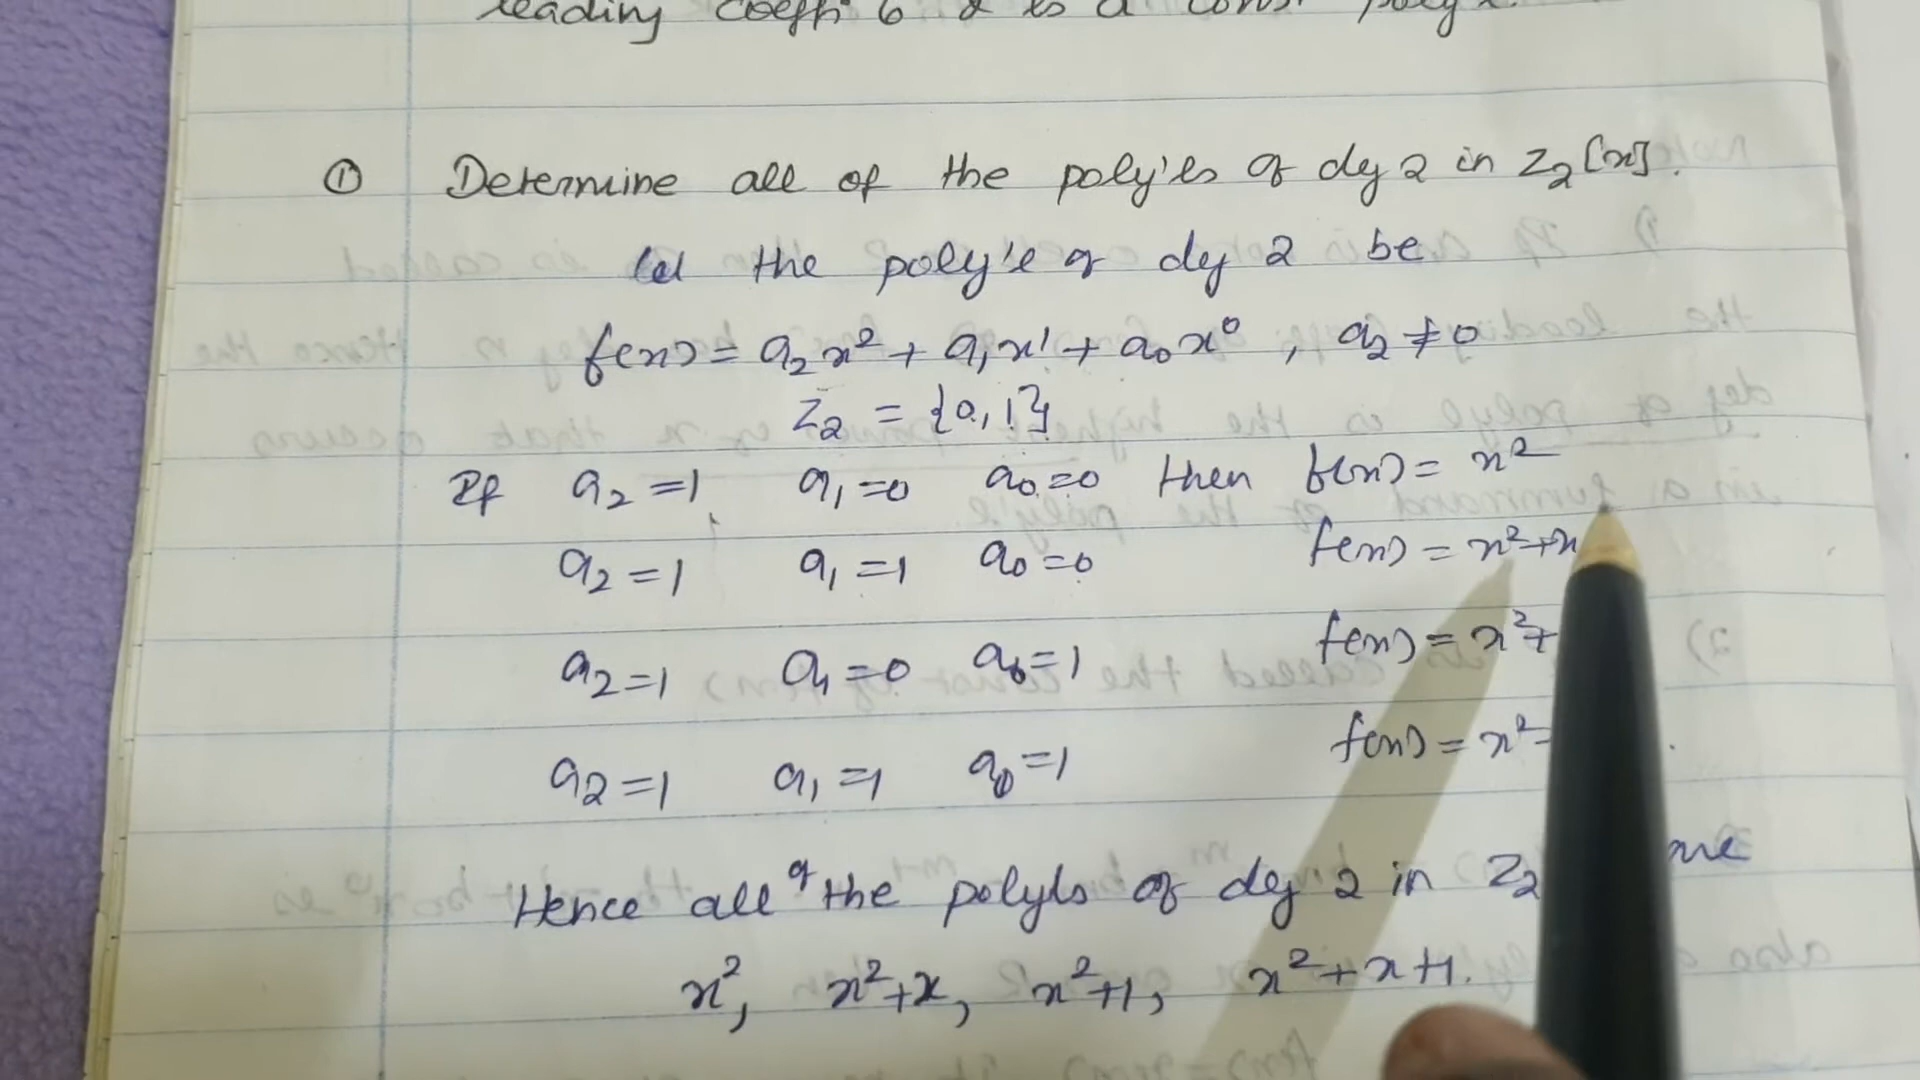 leading coeffi
① Determine all of the poly'ls of deg 2 in Z₂[x].
Let the poly'l of deg 2 be
f(x) = a₂x² + a₁x¹ + a₀x⁰ , a₂ ≠ 0
Z₂ = {0,1}
If a₂=1 a₁=0 a₀=0 then f(x) = x²
a₂=1 a₁=1 a₀=0 f(x) = x²+x
a₂=1 a₁=0 a₀=1 f(x) = x²+
a₂=1 a₁=1 a₀=1 f(x) = x²
Hence all of the polyls of deg 2 in Z₂
x², x²+x, x²+1, x²+x+1.